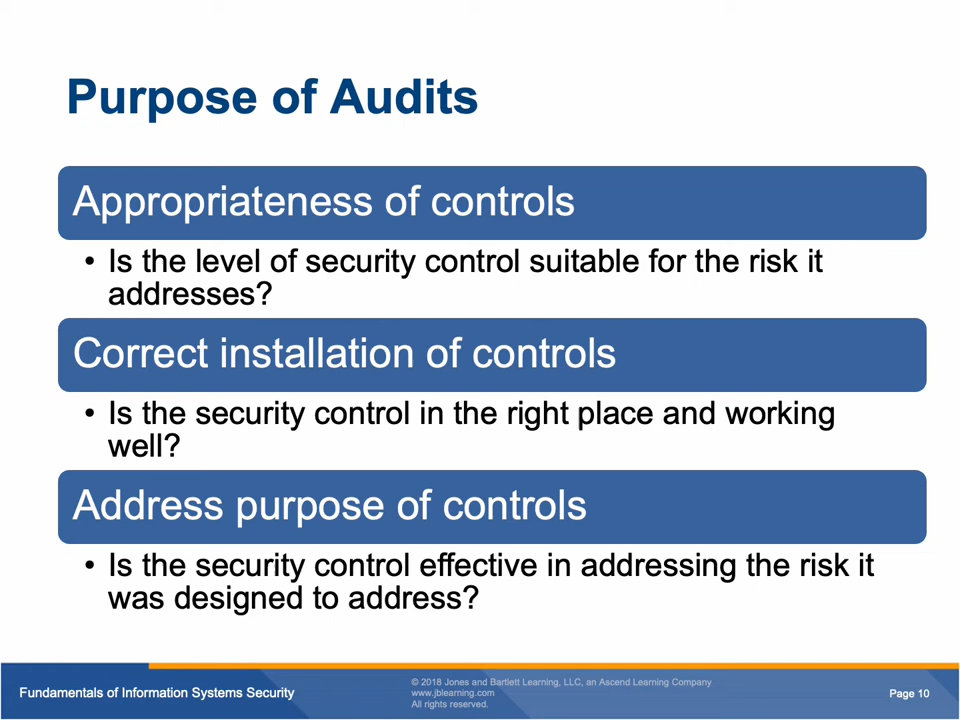 Purpose of Audits
Appropriateness of controls
• Is the level of security control suitable for the risk it
addresses?
Correct installation of controls
• Is the security control in the right place and working
well?
Address purpose of controls
• Is the security control effective in addressing the risk it
was designed to address?
Fundamentals of Information Systems Security
© 2018 Jones and Bartlett Learning, LLC, an Ascend Learning Company
www.jblearning.com
All rights reserved.
Page 10